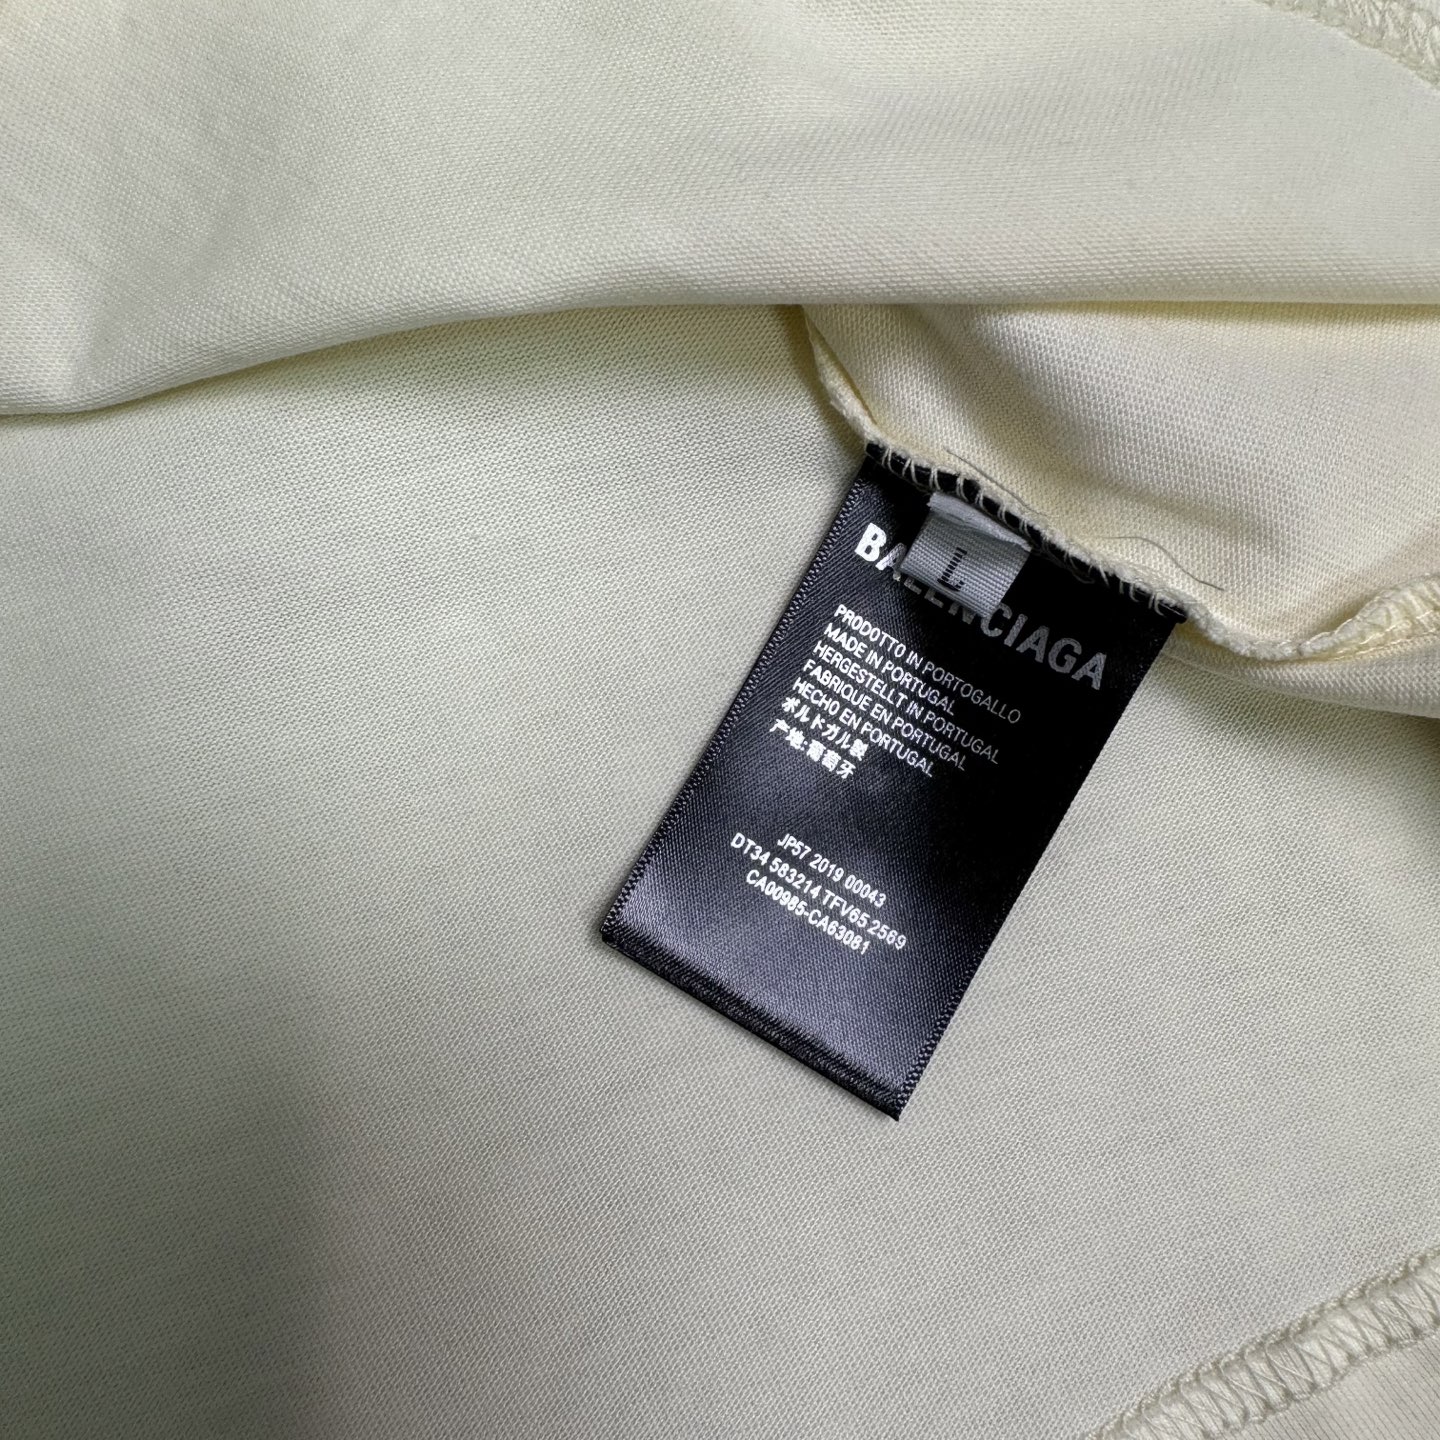 BALENCIAGA
L
PRODOTTO IN PORTOGALLO
MADE IN PORTUGAL
HERGESTELLT IN PORTUGAL
FABRIQUE EN PORTUGAL
HECHO EN PORTUGAL
ポルトガル製
产地:葡萄牙
JP57 2019 00043
DT34 583214 TFV65 2569
CA00985-CA63081